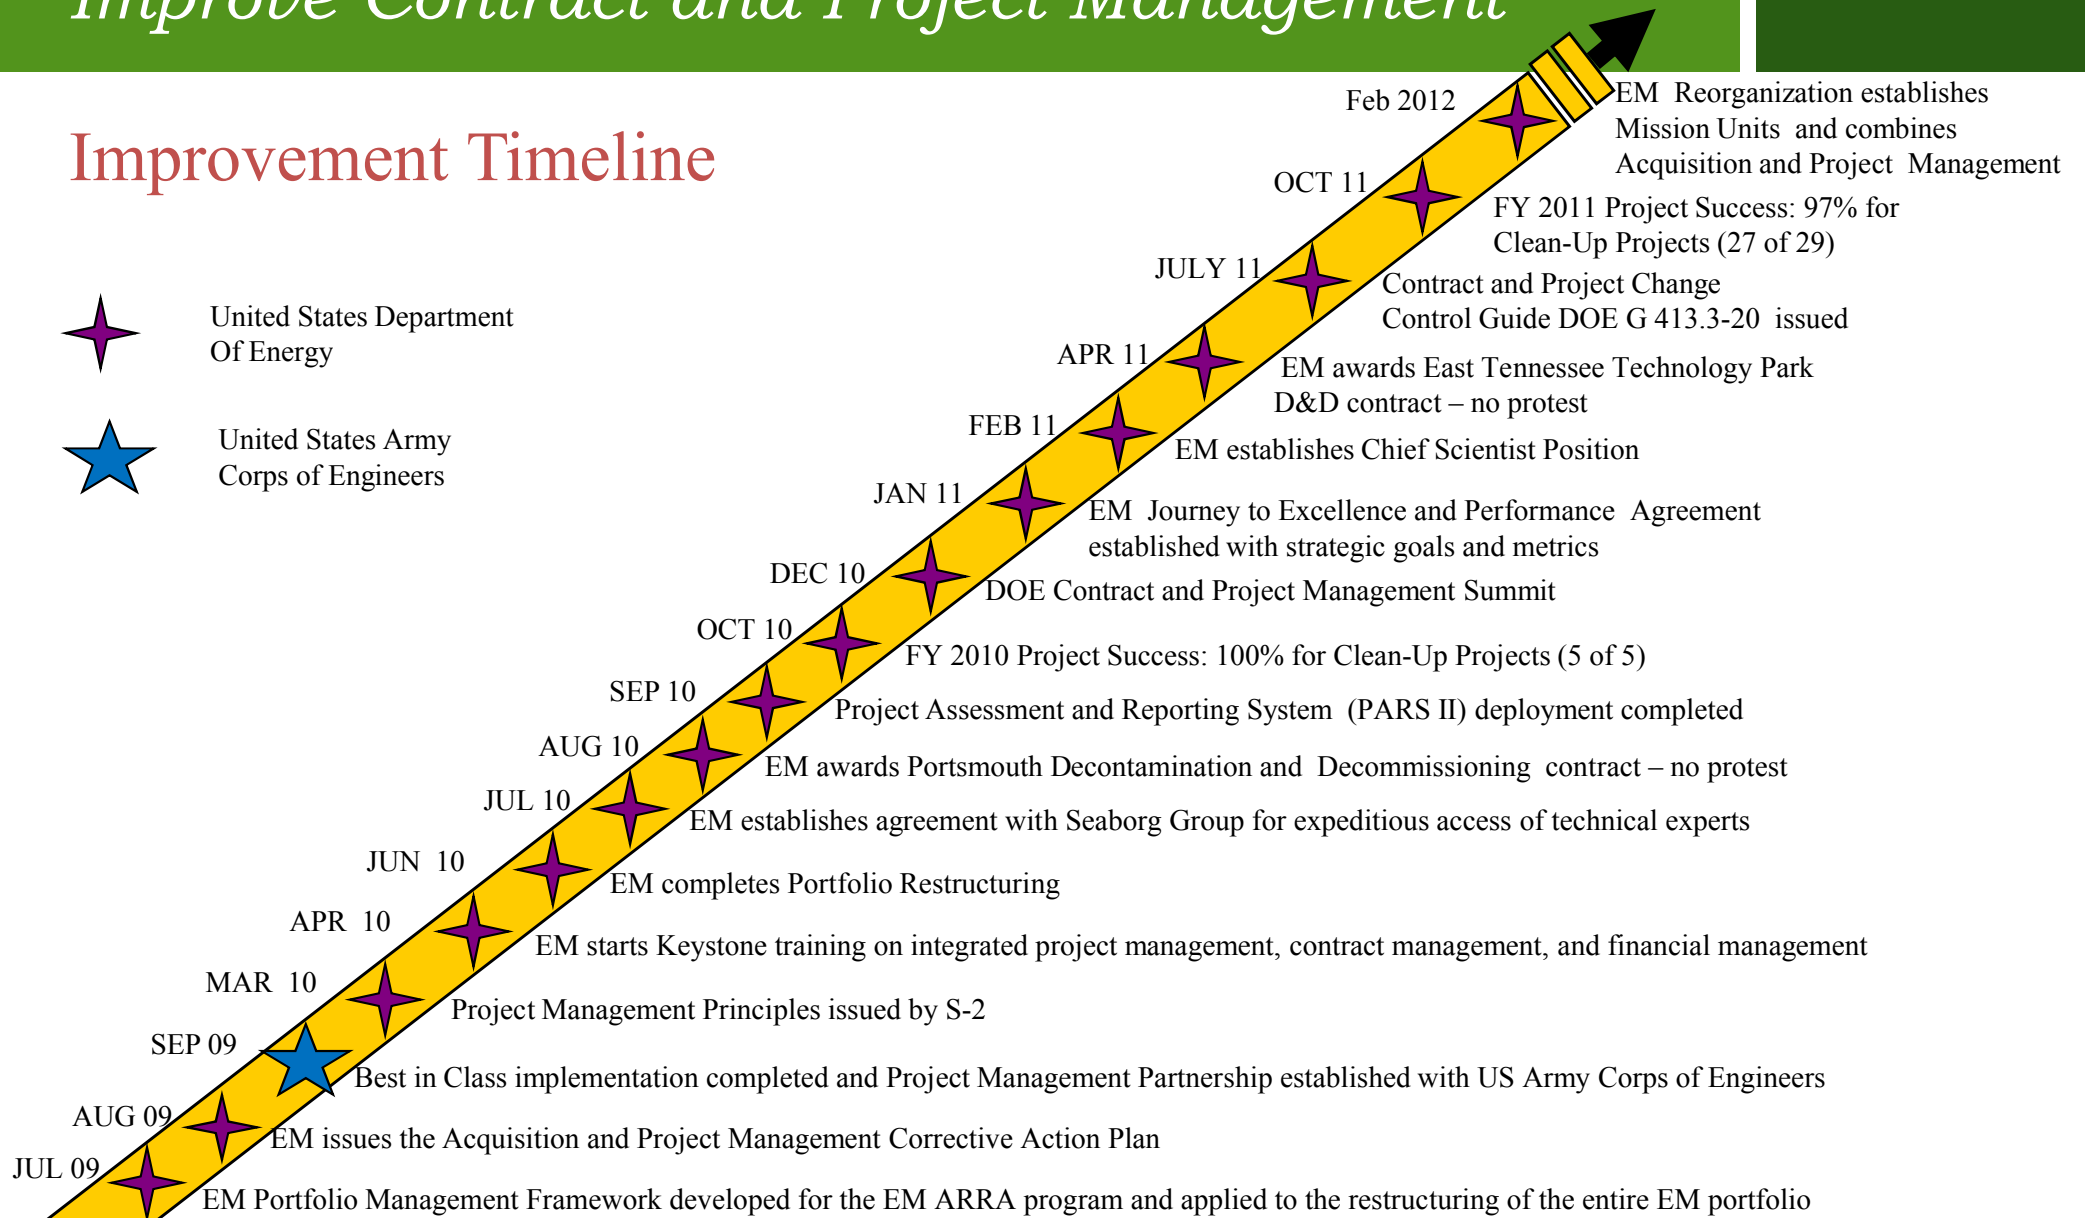 Improve Contract and Project Management
Improvement Timeline
United States Department
Of Energy
United States Army
Corps of Engineers
Feb 2012
EM Reorganization establishes
Mission Units and combines
Acquisition and Project Management
OCT 11
FY 2011 Project Success: 97% for
Clean-Up Projects (27 of 29)
JULY 11
Contract and Project Change
Control Guide DOE G 413.3-20 issued
APR 11
EM awards East Tennessee Technology Park
D&D contract – no protest
FEB 11
EM establishes Chief Scientist Position
JAN 11
EM Journey to Excellence and Performance Agreement
established with strategic goals and metrics
DEC 10
DOE Contract and Project Management Summit
OCT 10
FY 2010 Project Success: 100% for Clean-Up Projects (5 of 5)
SEP 10
Project Assessment and Reporting System (PARS II) deployment completed
AUG 10
EM awards Portsmouth Decontamination and Decommissioning contract – no protest
JUL 10
EM establishes agreement with Seaborg Group for expeditious access of technical experts
JUN 10
EM completes Portfolio Restructuring
APR 10
EM starts Keystone training on integrated project management, contract management, and financial management
MAR 10
Project Management Principles issued by S-2
SEP 09
Best in Class implementation completed and Project Management Partnership established with US Army Corps of Engineers
AUG 09
EM issues the Acquisition and Project Management Corrective Action Plan
JUL 09
EM Portfolio Management Framework developed for the EM ARRA program and applied to the restructuring of the entire EM portfolio